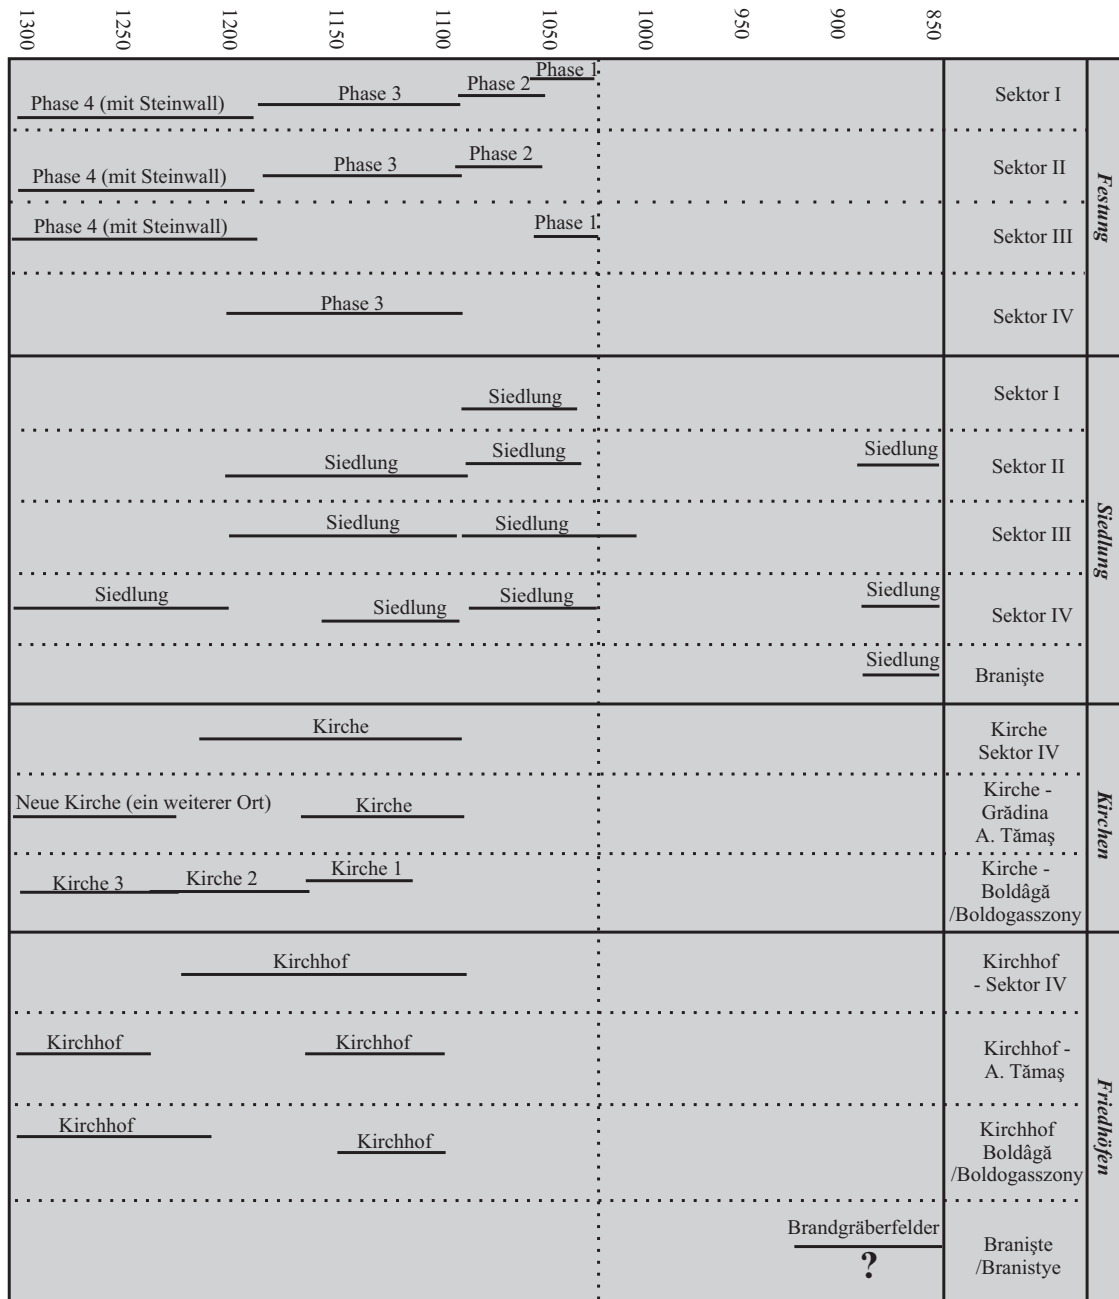 1300 1250 1200 1150 1100 1050 1000 950 900 850
Festung
Phase 1
Phase 2
Phase 3
Phase 4 (mit Steinwall)
Sektor I
Phase 2
Phase 3
Phase 4 (mit Steinwall)
Sektor II
Phase 4 (mit Steinwall) Phase 1 Sektor III
Phase 3 Sektor IV
Siedlung
Siedlung Sektor I
Siedlung Siedlung Siedlung Sektor II
Siedlung Siedlung Sektor III
Siedlung Siedlung Siedlung Siedlung Sektor IV
Siedlung Branişte
Kirchen
Kirche Kirche
Sektor IV
Neue Kirche (ein weiterer Ort) Kirche Kirche -
Grădina
A. Tămaş
Kirche 3 Kirche 2 Kirche 1 Kirche -
Boldâgă
/Boldogasszony
Friedhöfen
Kirchhof Kirchhof
- Sektor IV
Kirchhof Kirchhof Kirchhof -
A. Tămaş
Kirchhof Kirchhof Kirchhof
Boldâgă
/Boldogasszony
Brandgräberfelder
?
Branişte
/Branistye